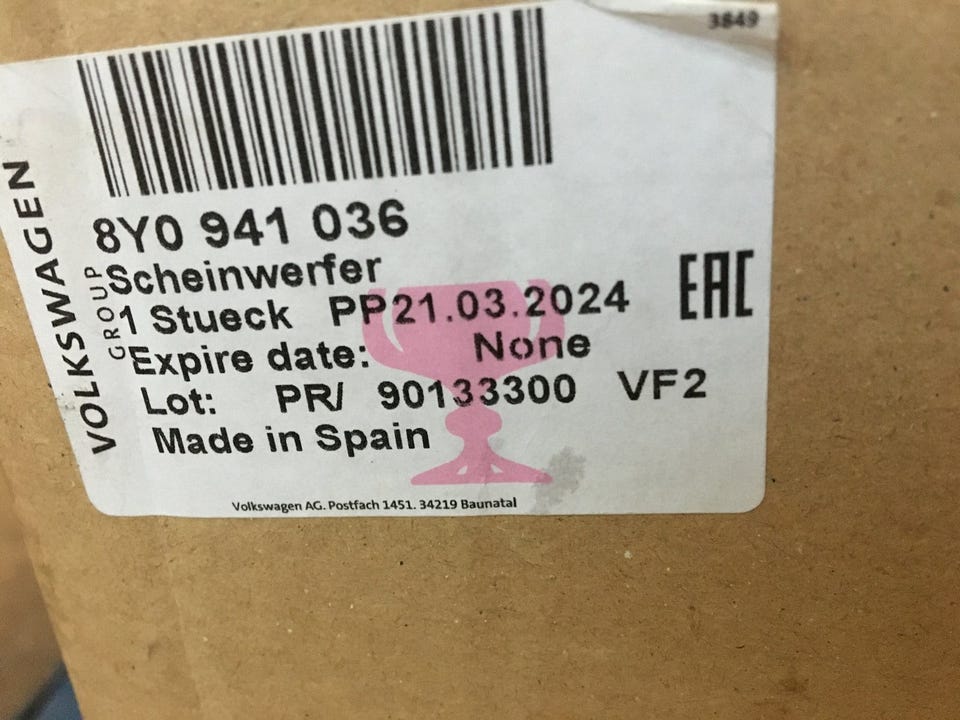 3849
VOLKSWAGEN
GROUP
8Y0 941 036
Scheinwerfer
1 Stueck PP21.03.2024
EAC
Expire date: None
Lot: PR/ 90133300 VF2
Made in Spain
Volkswagen AG. Postfach 1451. 34219 Baunatal